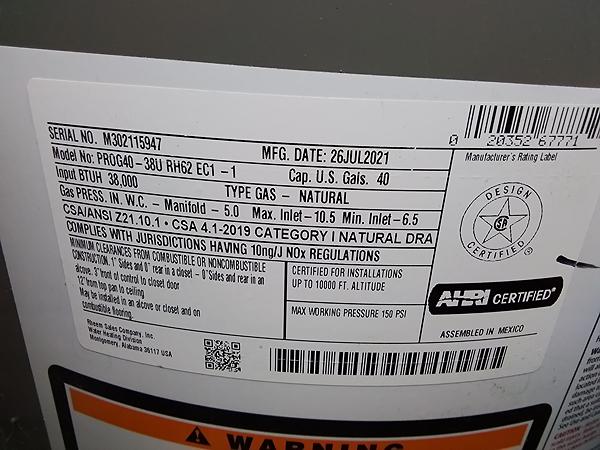 SERIAL NO. M302115947
MFG. DATE: 26JUL2021
Model No: PROG40-38U RH62 EC1 -1
Cap. U.S. Gals. 40
Input BTUH 38,000
TYPE GAS - NATURAL
Gas PRESS. IN. W.C. - Manifold - 5.0 Max. Inlet-10.5 Min. Inlet-6.5
CSA/ANSI Z21.10.1 • CSA 4.1-2019 CATEGORY I NATURAL DRA
COMPLIES WITH JURISDICTIONS HAVING 10ng/J NOx REGULATIONS
MINIMUM CLEARANCES FROM COMBUSTIBLE OR NONCOMBUSTIBLE
CONSTRUCTION. 1" Sides and 0" rear in a closet - 0" Sides and rear in an
alcove. 3" front of control to closet door
12" from top pan to ceiling
May be installed in an alcove or closet and on
combustible flooring.
CERTIFIED FOR INSTALLATIONS
UP TO 10000 FT. ALTITUDE
MAX WORKING PRESSURE 150 PSI
Rheem Sales Company, Inc.
Water Heating Division
Montgomery, Alabama 36117 USA
0 20352 67771
Manufacturer's Rating Label
DESIGN
CERTIFIED
AHRI CERTIFIED®
ASSEMBLED IN MEXICO
WARNING